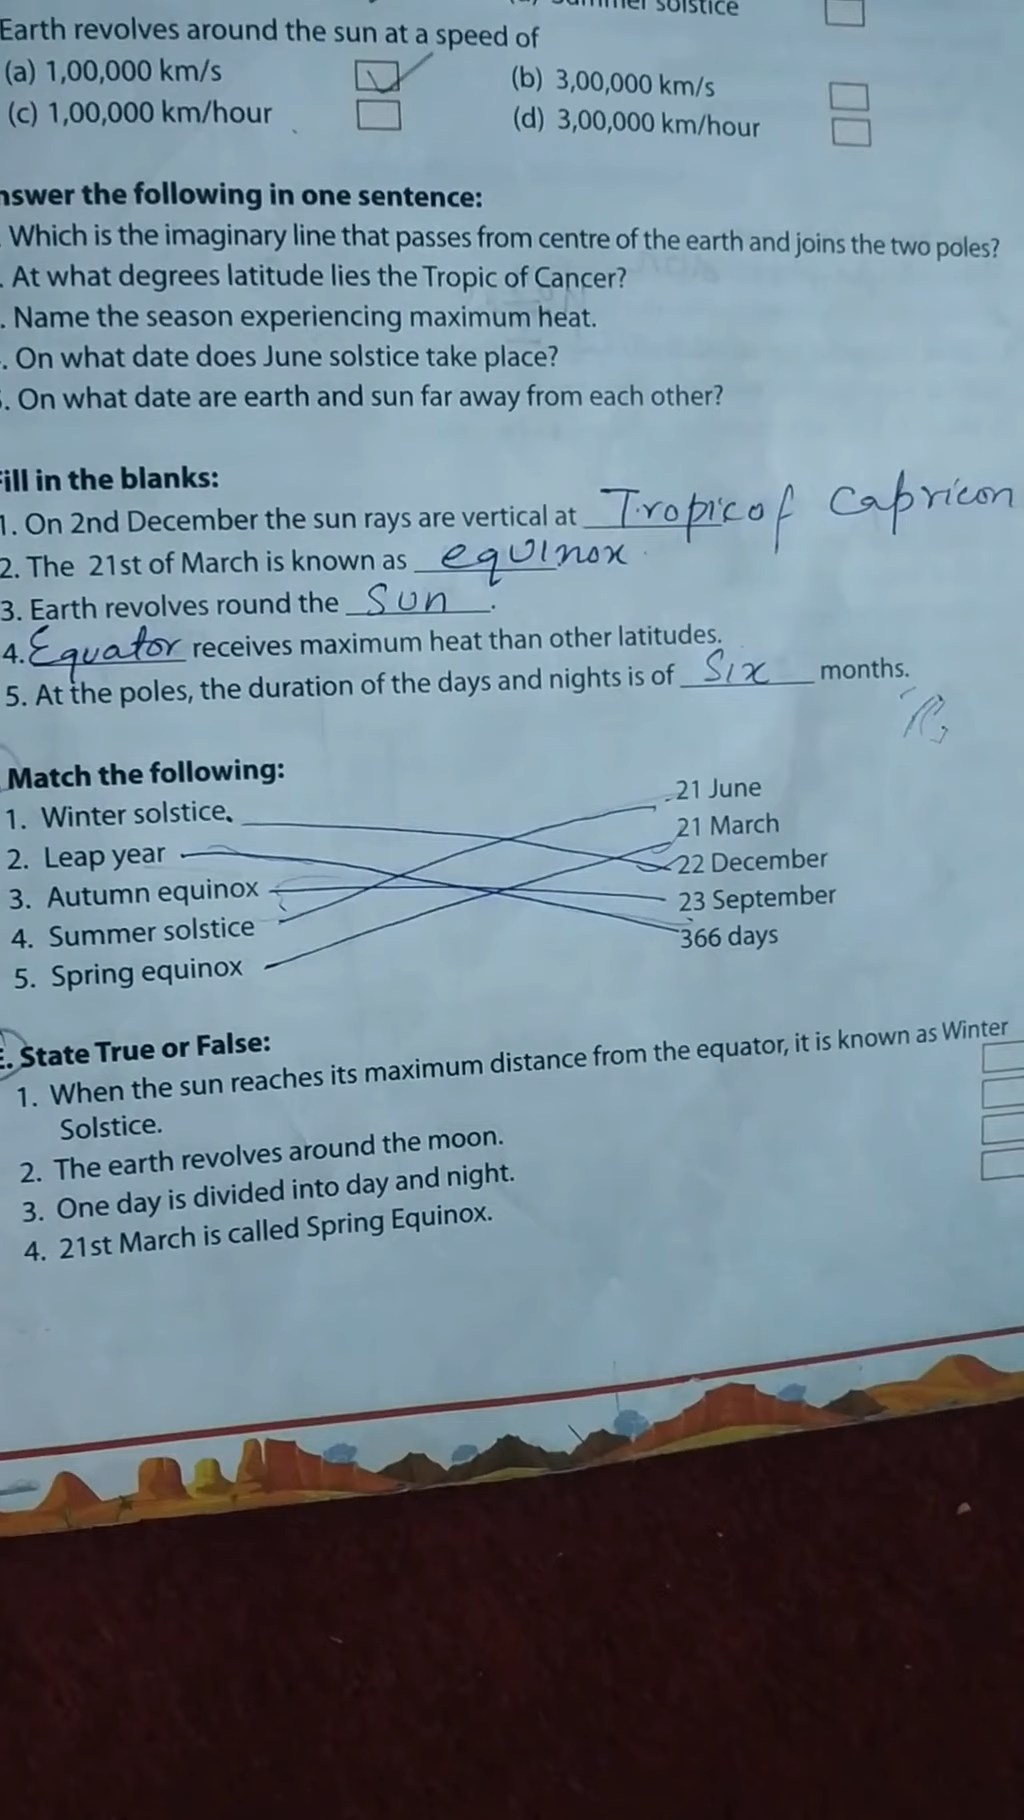 solstice
Earth revolves around the sun at a speed of
(a) 1,00,000 km/s (b) 3,00,000 km/s
(c) 1,00,000 km/hour (d) 3,00,000 km/hour
nswer the following in one sentence:
Which is the imaginary line that passes from centre of the earth and joins the two poles?
. At what degrees latitude lies the Tropic of Cancer?
. Name the season experiencing maximum heat.
. On what date does June solstice take place?
. On what date are earth and sun far away from each other?
Fill in the blanks:
1. On 2nd December the sun rays are vertical at Tropic of Capricon
2. The 21st of March is known as equinox.
3. Earth revolves round the Sun.
4. Equator receives maximum heat than other latitudes.
5. At the poles, the duration of the days and nights is of Six months.
Match the following:
1. Winter solstice. 21 June
2. Leap year 21 March
3. Autumn equinox 22 December
4. Summer solstice 23 September
5. Spring equinox 366 days
E. State True or False:
1. When the sun reaches its maximum distance from the equator, it is known as Winter
Solstice.
2. The earth revolves around the moon.
3. One day is divided into day and night.
4. 21st March is called Spring Equinox.